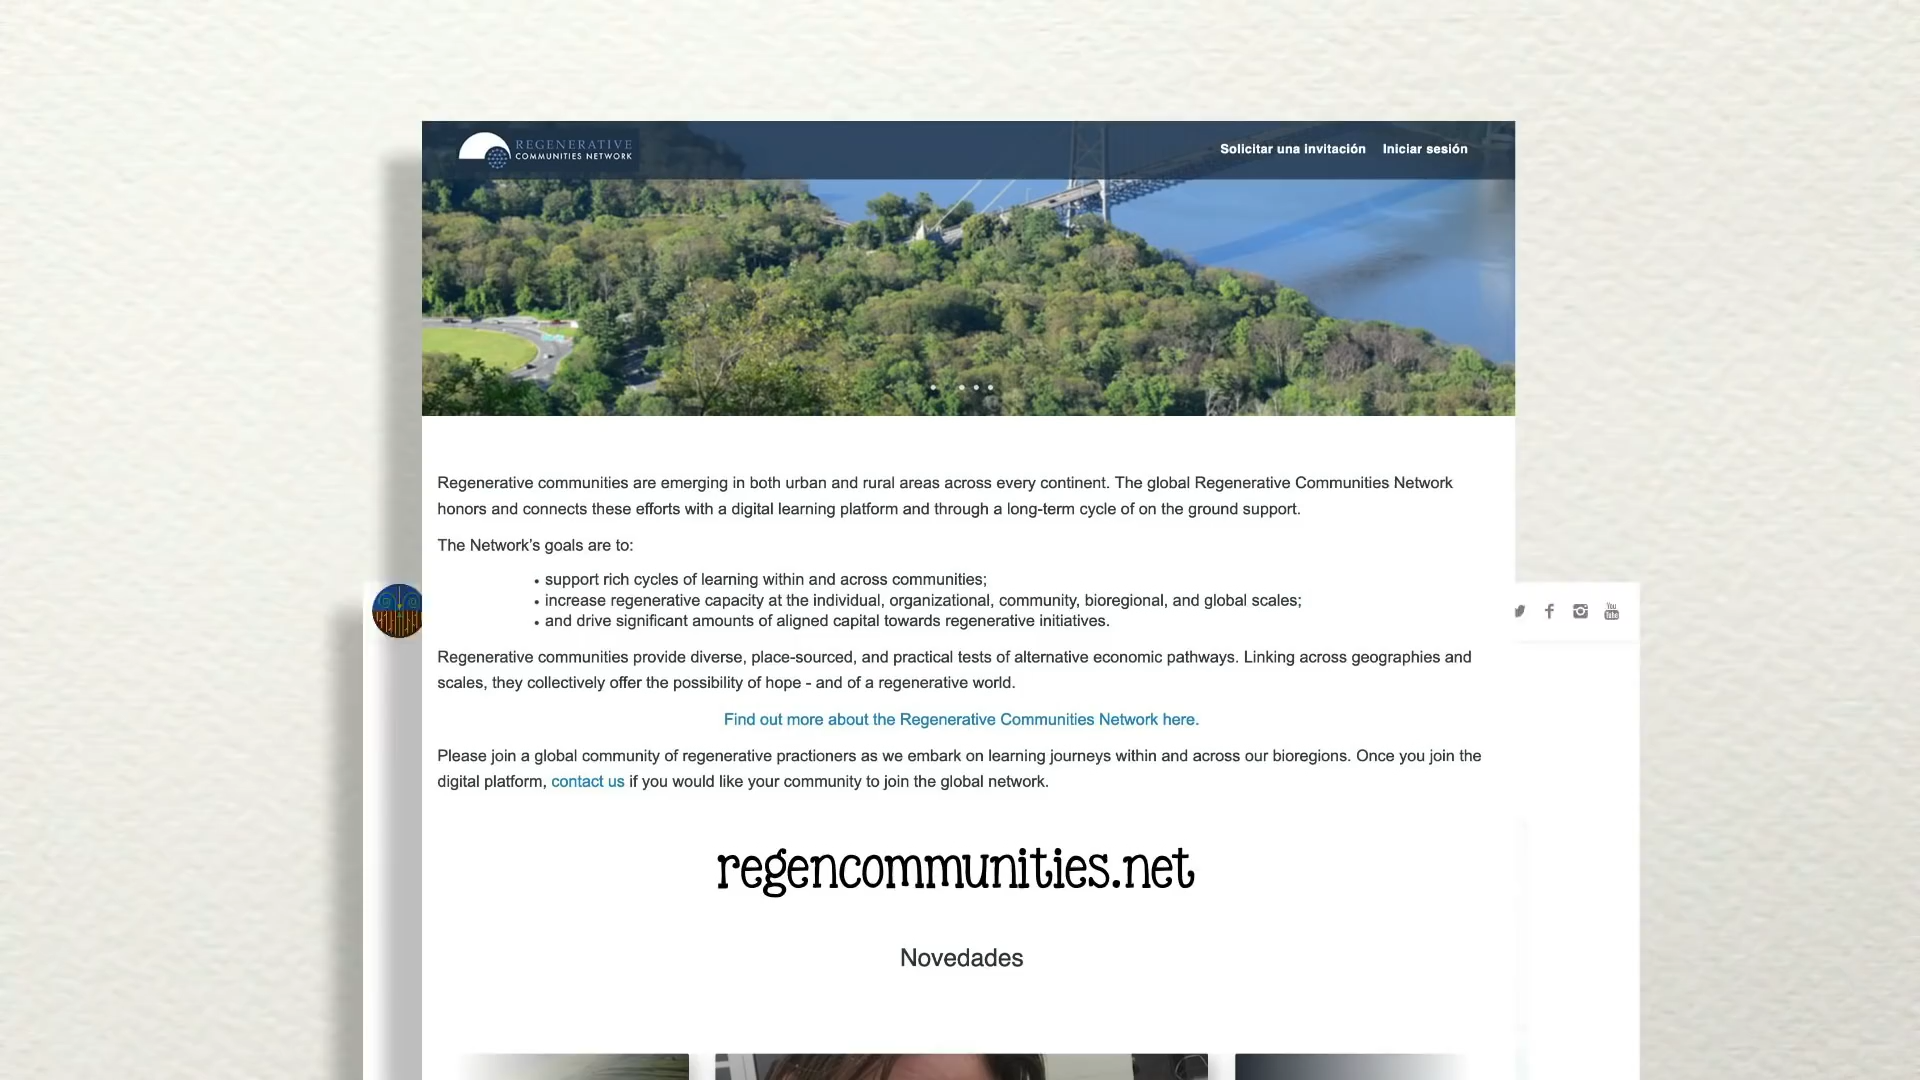 REGENERATIVE
COMMUNITIES NETWORK
Solicitar una invitación Iniciar sesión
Regenerative communities are emerging in both urban and rural areas across every continent. The global Regenerative Communities Network
honors and connects these efforts with a digital learning platform and through a long-term cycle of on the ground support.
The Network's goals are to:
• support rich cycles of learning within and across communities;
• increase regenerative capacity at the individual, organizational, community, bioregional, and global scales;
• and drive significant amounts of aligned capital towards regenerative initiatives.
Regenerative communities provide diverse, place-sourced, and practical tests of alternative economic pathways. Linking across geographies and
scales, they collectively offer the possibility of hope - and of a regenerative world.
Find out more about the Regenerative Communities Network here.
Please join a global community of regenerative practioners as we embark on learning journeys within and across our bioregions. Once you join the
digital platform, contact us if you would like your community to join the global network.
regencommunities.net
Novedades